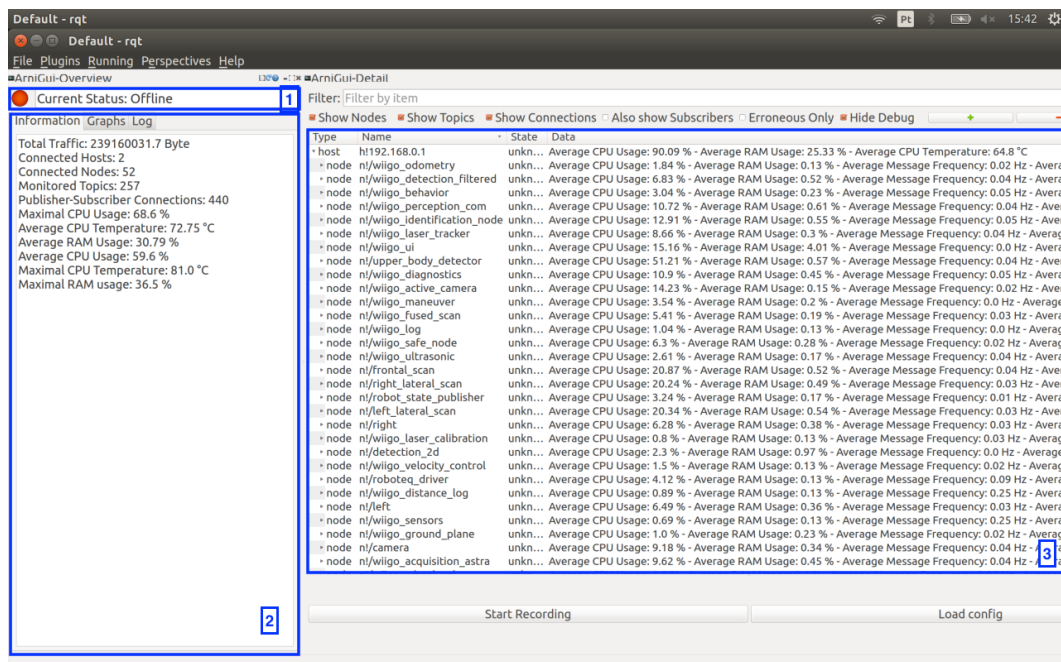 Default - rqt Pt 15:42
Default - rqt
File Plugins Running Perspectives Help
ArniGui-Overview
Current Status: Offline
1
Information Graphs Log
Total Traffic: 239160031.7 Byte
Connected Hosts: 2
Connected Nodes: 52
Monitored Topics: 257
Publisher-Subscriber Connections: 440
Maximal CPU Usage: 68.6 %
Average CPU Temperature: 72.75 °C
Average RAM Usage: 30.79 %
Average CPU Usage: 59.6 %
Maximal CPU Temperature: 81.0 °C
Maximal RAM usage: 36.5 %
2
ArniGui-Detail
Filter: Filter by item
Show Nodes Show Topics Show Connections Also show Subscribers Erroneous Only Hide Debug + -
Type Name State Data
host h!192.168.0.1 unkn... Average CPU Usage: 90.09 % - Average RAM Usage: 25.33 % - Average CPU Temperature: 64.8 °C
node n!/wiigo_odometry unkn... Average CPU Usage: 1.84 % - Average RAM Usage: 0.13 % - Average Message Frequency: 0.02 Hz - Avera
node n!/wiigo_detection_filtered unkn... Average CPU Usage: 6.83 % - Average RAM Usage: 0.52 % - Average Message Frequency: 0.04 Hz - Avera
node n!/wiigo_behavior unkn... Average CPU Usage: 3.04 % - Average RAM Usage: 0.23 % - Average Message Frequency: 0.05 Hz - Aver
node n!/wiigo_perception_com unkn... Average CPU Usage: 10.72 % - Average RAM Usage: 0.61 % - Average Message Frequency: 0.04 Hz - Aver
node n!/wiigo_identification_node unkn... Average CPU Usage: 12.91 % - Average RAM Usage: 0.55 % - Average Message Frequency: 0.05 Hz - Aver
node n!/wiigo_laser_tracker unkn... Average CPU Usage: 8.66 % - Average RAM Usage: 0.3 % - Average Message Frequency: 0.04 Hz - Averag
node n!/wiigo_ui unkn... Average CPU Usage: 15.16 % - Average RAM Usage: 4.01 % - Average Message Frequency: 0.0 Hz - Avera
node n!/upper_body_detector unkn... Average CPU Usage: 51.21 % - Average RAM Usage: 0.57 % - Average Message Frequency: 0.04 Hz - Aver
node n!/wiigo_diagnostics unkn... Average CPU Usage: 10.9 % - Average RAM Usage: 0.45 % - Average Message Frequency: 0.05 Hz - Avera
node n!/wiigo_active_camera unkn... Average CPU Usage: 14.23 % - Average RAM Usage: 0.15 % - Average Message Frequency: 0.02 Hz - Aver
node n!/wiigo_maneuver unkn... Average CPU Usage: 3.54 % - Average RAM Usage: 0.2 % - Average Message Frequency: 0.0 Hz - Average
node n!/wiigo_fused_scan unkn... Average CPU Usage: 5.41 % - Average RAM Usage: 0.19 % - Average Message Frequency: 0.03 Hz - Avera
node n!/wiigo_log unkn... Average CPU Usage: 1.04 % - Average RAM Usage: 0.13 % - Average Message Frequency: 0.0 Hz - Averag
node n!/wiigo_safe_node unkn... Average CPU Usage: 6.3 % - Average RAM Usage: 0.28 % - Average Message Frequency: 0.02 Hz - Averag
node n!/wiigo_ultrasonic unkn... Average CPU Usage: 2.61 % - Average RAM Usage: 0.17 % - Average Message Frequency: 0.04 Hz - Avera
node n!/frontal_scan unkn... Average CPU Usage: 20.87 % - Average RAM Usage: 0.52 % - Average Message Frequency: 0.04 Hz - Aver
node n!/right_lateral_scan unkn... Average CPU Usage: 20.24 % - Average RAM Usage: 0.49 % - Average Message Frequency: 0.03 Hz - Aver
node n!/robot_state_publisher unkn... Average CPU Usage: 3.24 % - Average RAM Usage: 0.17 % - Average Message Frequency: 0.01 Hz - Avera
node n!/left_lateral_scan unkn... Average CPU Usage: 20.34 % - Average RAM Usage: 0.54 % - Average Message Frequency: 0.03 Hz - Aver
node n!/right unkn... Average CPU Usage: 6.28 % - Average RAM Usage: 0.38 % - Average Message Frequency: 0.03 Hz - Avera
node n!/wiigo_laser_calibration unkn... Average CPU Usage: 0.8 % - Average RAM Usage: 0.13 % - Average Message Frequency: 0.03 Hz - Averag
node n!/detection_2d unkn... Average CPU Usage: 2.3 % - Average RAM Usage: 0.97 % - Average Message Frequency: 0.0 Hz - Average
node n!/wiigo_velocity_control unkn... Average CPU Usage: 1.5 % - Average RAM Usage: 0.13 % - Average Message Frequency: 0.02 Hz - Averag
node n!/roboteq_driver unkn... Average CPU Usage: 4.12 % - Average RAM Usage: 0.13 % - Average Message Frequency: 0.09 Hz - Avera
node n!/wiigo_distance_log unkn... Average CPU Usage: 0.89 % - Average RAM Usage: 0.13 % - Average Message Frequency: 0.25 Hz - Avera
node n!/left unkn... Average CPU Usage: 6.49 % - Average RAM Usage: 0.36 % - Average Message Frequency: 0.03 Hz - Avera
node n!/wiigo_sensors unkn... Average CPU Usage: 0.69 % - Average RAM Usage: 0.13 % - Average Message Frequency: 0.25 Hz - Avera
node n!/wiigo_ground_plane unkn... Average CPU Usage: 1.0 % - Average RAM Usage: 0.23 % - Average Message Frequency: 0.02 Hz - Averag
node n!/camera unkn... Average CPU Usage: 9.18 % - Average RAM Usage: 0.34 % - Average Message Frequency: 0.04 Hz -
node n!/wiigo_acquisition_astra unkn... Average CPU Usage: 9.62 % - Average RAM Usage: 0.45 % - Average Message Frequency: 0.04 Hz -
3
Start Recording Load config